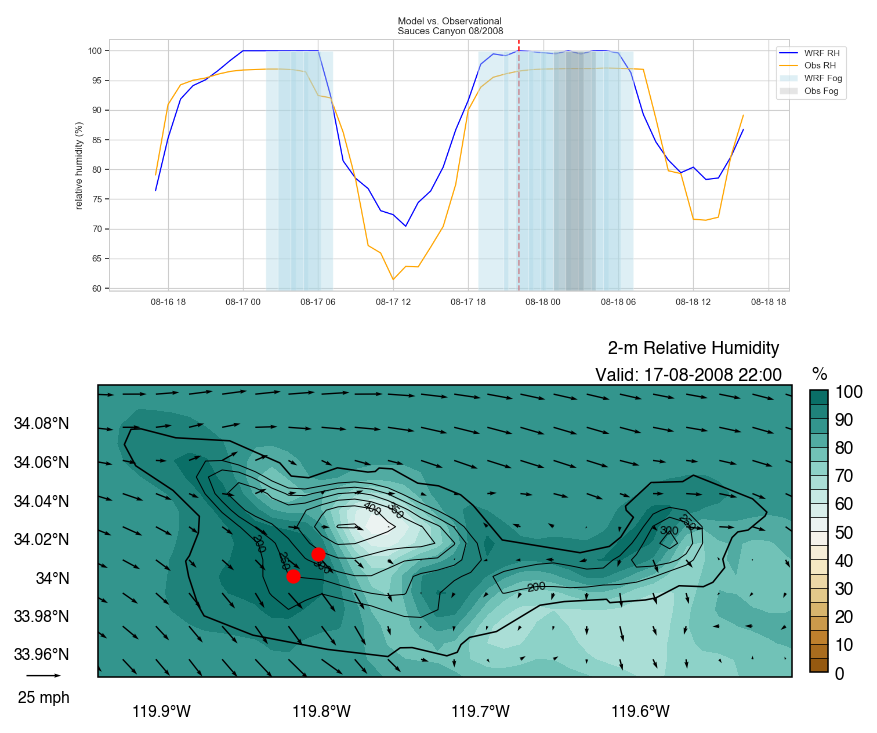 Model vs. Observational
Sauces Canyon 08/2008
relative humidity (%)
100
95
90
85
80
75
70
65
60
08-16 18
08-17 00
08-17 06
08-17 12
08-17 18
08-18 00
08-18 06
08-18 12
08-18 18
WRF RH
Obs RH
WRF Fog
Obs Fog
2-m Relative Humidity
Valid: 17-08-2008 22:00
%
34.08°N
34.06°N
34.04°N
34.02°N
34°N
33.98°N
33.96°N
25 mph
119.9°W
119.8°W
119.7°W
119.6°W
400
300
200
200
100
90
80
70
60
50
40
30
20
10
0